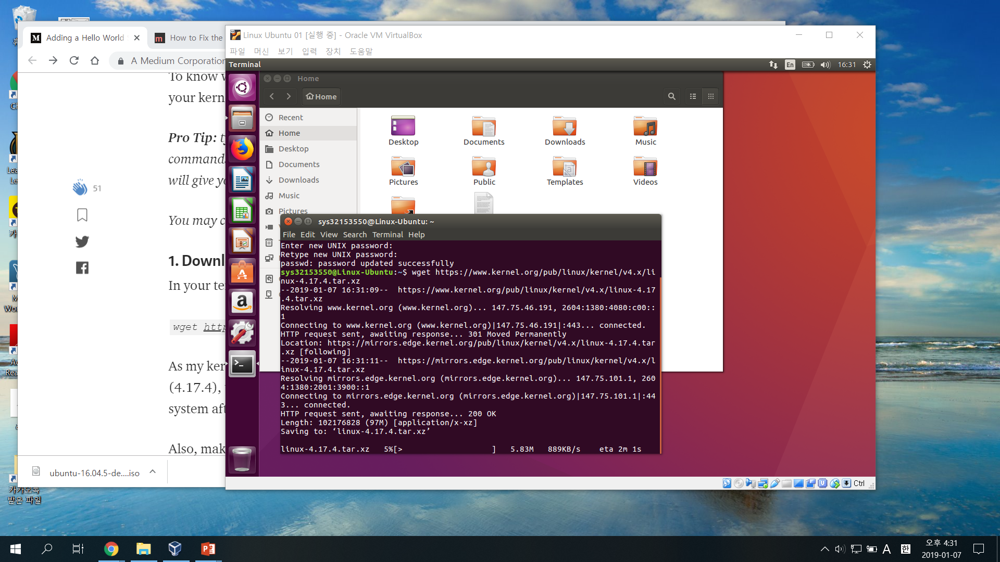 Adding a Hello World
How to Fix the
A Medium Corporation
To know
your kern
Pro Tip:
command
will give yo
51
You may c
1. Downl
In your te
wget http
As my ker
(4.17.4),
system aft
Also, mak
ubuntu-16.04.5-de....iso
카카오톡
받은 파일
Linux Ubuntu 01 [실행 중] - Oracle VM VirtualBox
파일 머신 보기 입력 장치 도움말
Terminal
En
16:31
Home
Home
Recent
Home
Desktop
Documents
Downloads
Music
Pictures
Desktop
Documents
Downloads
Music
Pictures
Public
Templates
Videos
sys32153550@Linux-Ubuntu: ~
File Edit View Search Terminal Help
Enter new UNIX password:
Retype new UNIX password:
passwd: password updated successfully
sys32153550@Linux-Ubuntu:~$ wget https://www.kernel.org/pub/linux/kernel/v4.x/li
nux-4.17.4.tar.xz
--2019-01-07 16:31:09-- https://www.kernel.org/pub/linux/kernel/v4.x/linux-4.17
.4.tar.xz
Resolving www.kernel.org (www.kernel.org)... 147.75.46.191, 2604:1380:4080:c00::
1
Connecting to www.kernel.org (www.kernel.org)|147.75.46.191|:443... connected.
HTTP request sent, awaiting response... 301 Moved Permanently
Location: https://mirrors.edge.kernel.org/pub/linux/kernel/v4.x/linux-4.17.4.tar
.xz [following]
--2019-01-07 16:31:11-- https://mirrors.edge.kernel.org/pub/linux/kernel/v4.x/l
inux-4.17.4.tar.xz
Resolving mirrors.edge.kernel.org (mirrors.edge.kernel.org)... 147.75.101.1, 260
4:1380:2001:3900::1
Connecting to mirrors.edge.kernel.org (mirrors.edge.kernel.org)|147.75.101.1|:44
3... connected.
HTTP request sent, awaiting response... 200 OK
Length: 102176828 (97M) [application/x-xz]
Saving to: ‘linux-4.17.4.tar.xz’
linux-4.17.4.tar.xz 5%[> ] 5.83M 889KB/s eta 2m 1s
Ctrl
A
한
오후 4:31
2019-01-07